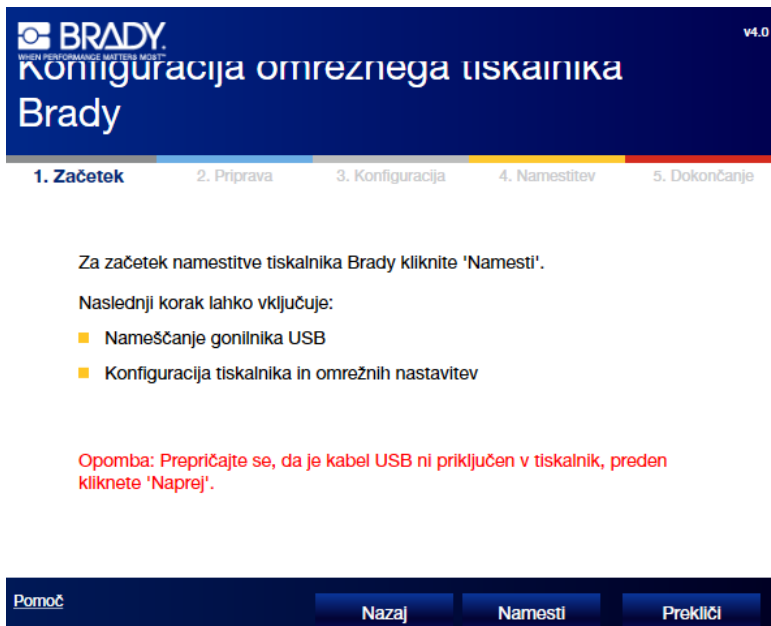 BRADY.
v4.0
WHEN PERFORMANCE MATTERS MOST™
Konfiguracija omrežnega tiskalnika
Brady
1. Začetek
2. Priprava
3. Konfiguracija
4. Namestitev
5. Dokončanje
Za začetek namestitve tiskalnika Brady kliknite 'Namesti'.
Naslednji korak lahko vključuje:
Nameščanje gonilnika USB
Konfiguracija tiskalnika in omrežnih nastavitev
Opomba: Prepričajte se, da je kabel USB ni priključen v tiskalnik, preden
kliknete 'Naprej'.
Pomoč
Nazaj
Namesti
Prekliči